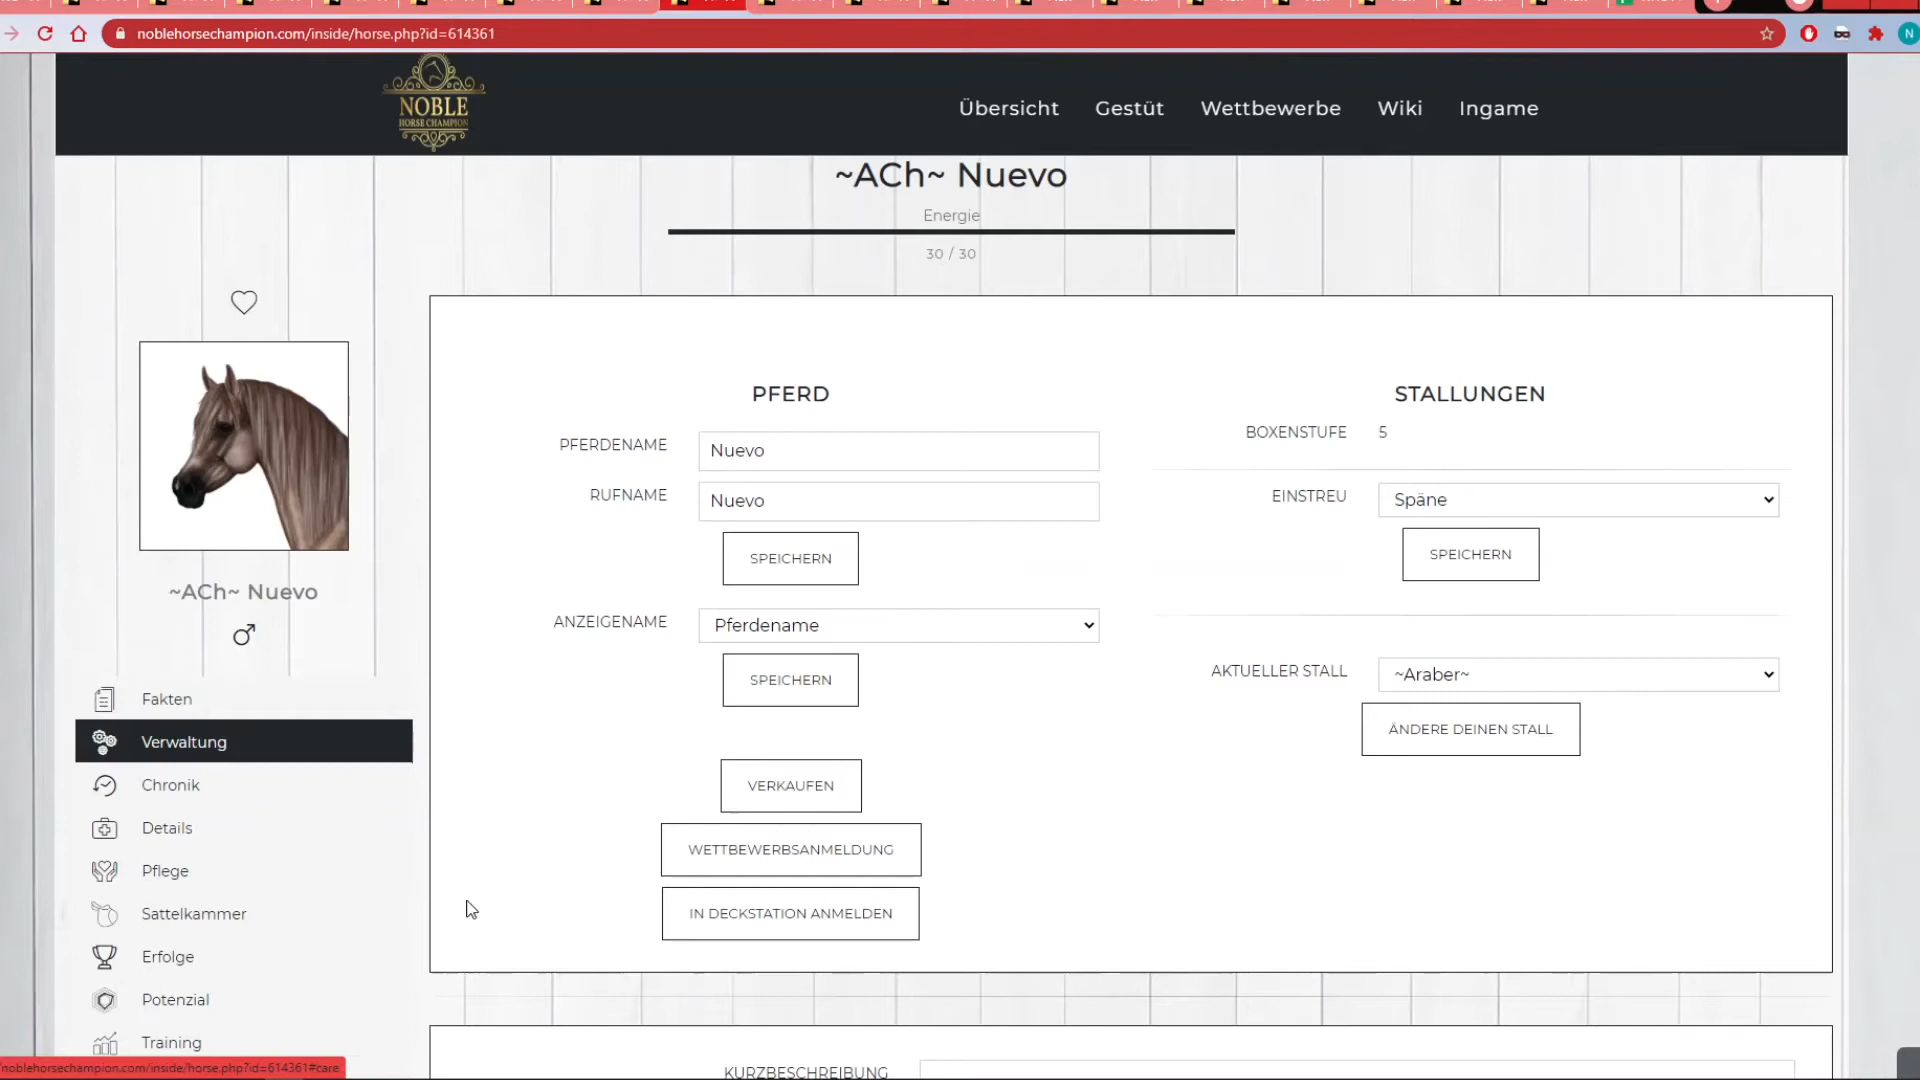 noblehorsechampion.com/inside/horse.php?id=614361
N
NOBLE
HORSE CHAMPION
Übersicht
Gestüt
Wettbewerbe
Wiki
Ingame
~ACh~ Nuevo
Energie
30 / 30
PFERD
PFERDENAME
Nuevo
RUFNAME
Nuevo
SPEICHERN
ANZEIGENAME
Pferdename
SPEICHERN
VERKAUFEN
WETTBEWERBSANMELDUNG
IN DECKSTATION ANMELDEN
STALLUNGEN
BOXENSTUFE 5
EINSTREU
Späne
SPEICHERN
AKTUELLER STALL
~Araber~
ÄNDERE DEINEN STALL
~ACh~ Nuevo
Fakten
Verwaltung
Chronik
Details
Pflege
Sattelkammer
Erfolge
Potenzial
Training
noblehorsechampion.com/inside/horse.php?id=614361#care
KURZBESCHREIBUNG